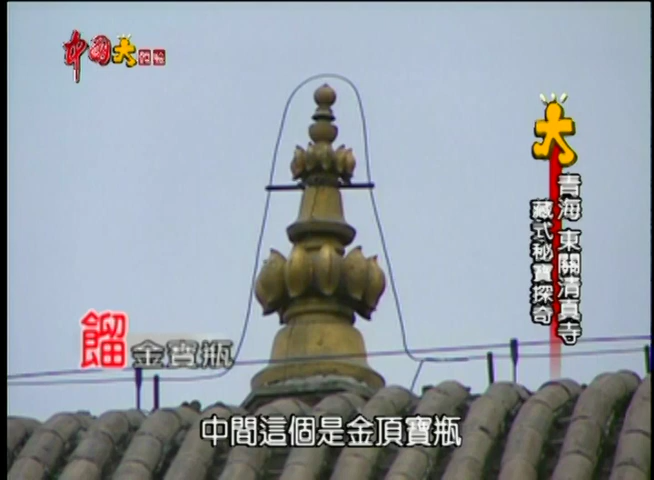 中國大
青海東關清真寺
藏式秘寶探奇
餾金寶瓶
中間這個是金頂寶瓶